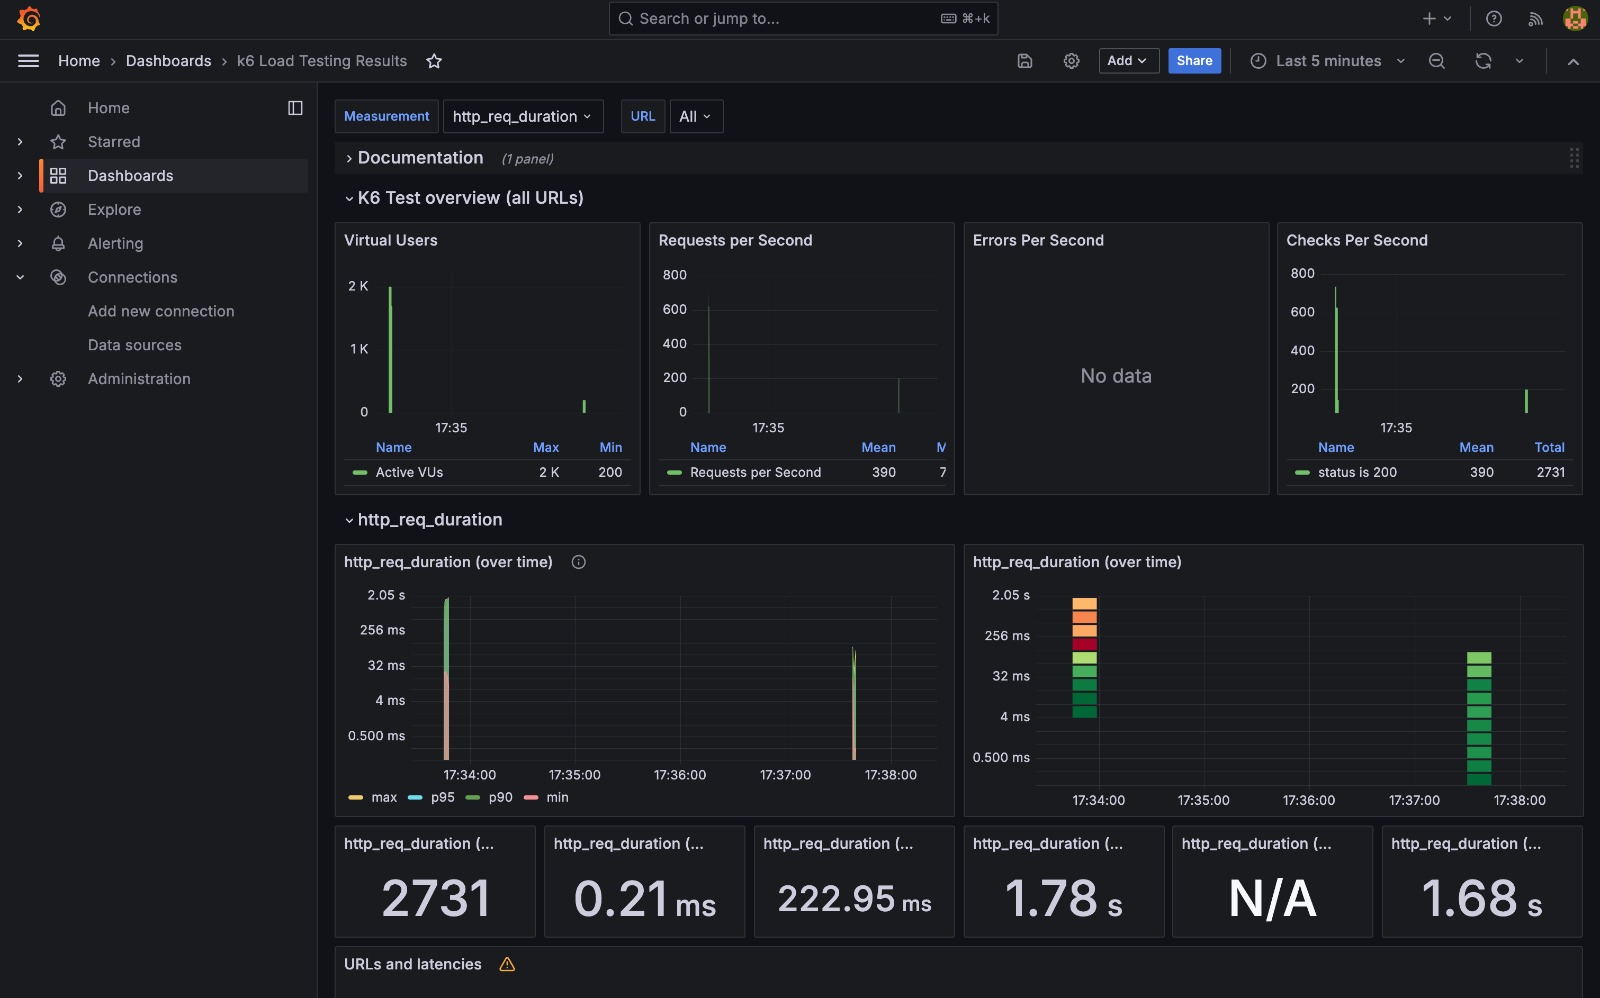 Search or jump to...
⌘+k
Home › Dashboards › k6 Load Testing Results
Add
Share
Last 5 minutes
Home
Starred
Dashboards
Explore
Alerting
Connections
Add new connection
Data sources
Administration
Measurement http_req_duration URL All
Documentation (1 panel)
K6 Test overview (all URLs)
Virtual Users
2 K
1 K
0
17:35
Name Max Min
Active VUs 2 K 200
Requests per Second
800
600
400
200
0
17:35
Name Mean M
Requests per Second 390 7
Errors Per Second
No data
Checks Per Second
800
600
400
200
17:35
Name Mean Total
status is 200 390 2731
http_req_duration
http_req_duration (over time)
2.05 s
256 ms
32 ms
4 ms
0.500 ms
17:34:00 17:35:00 17:36:00 17:37:00 17:38:00
max p95 p90 min
http_req_duration (over time)
2.05 s
256 ms
32 ms
4 ms
0.500 ms
17:34:00 17:35:00 17:36:00 17:37:00 17:38:00
http_req_duration (...
2731
http_req_duration (...
0.21 ms
http_req_duration (...
222.95 ms
http_req_duration (...
1.78 s
http_req_duration (...
N/A
http_req_duration (...
1.68 s
URLs and latencies